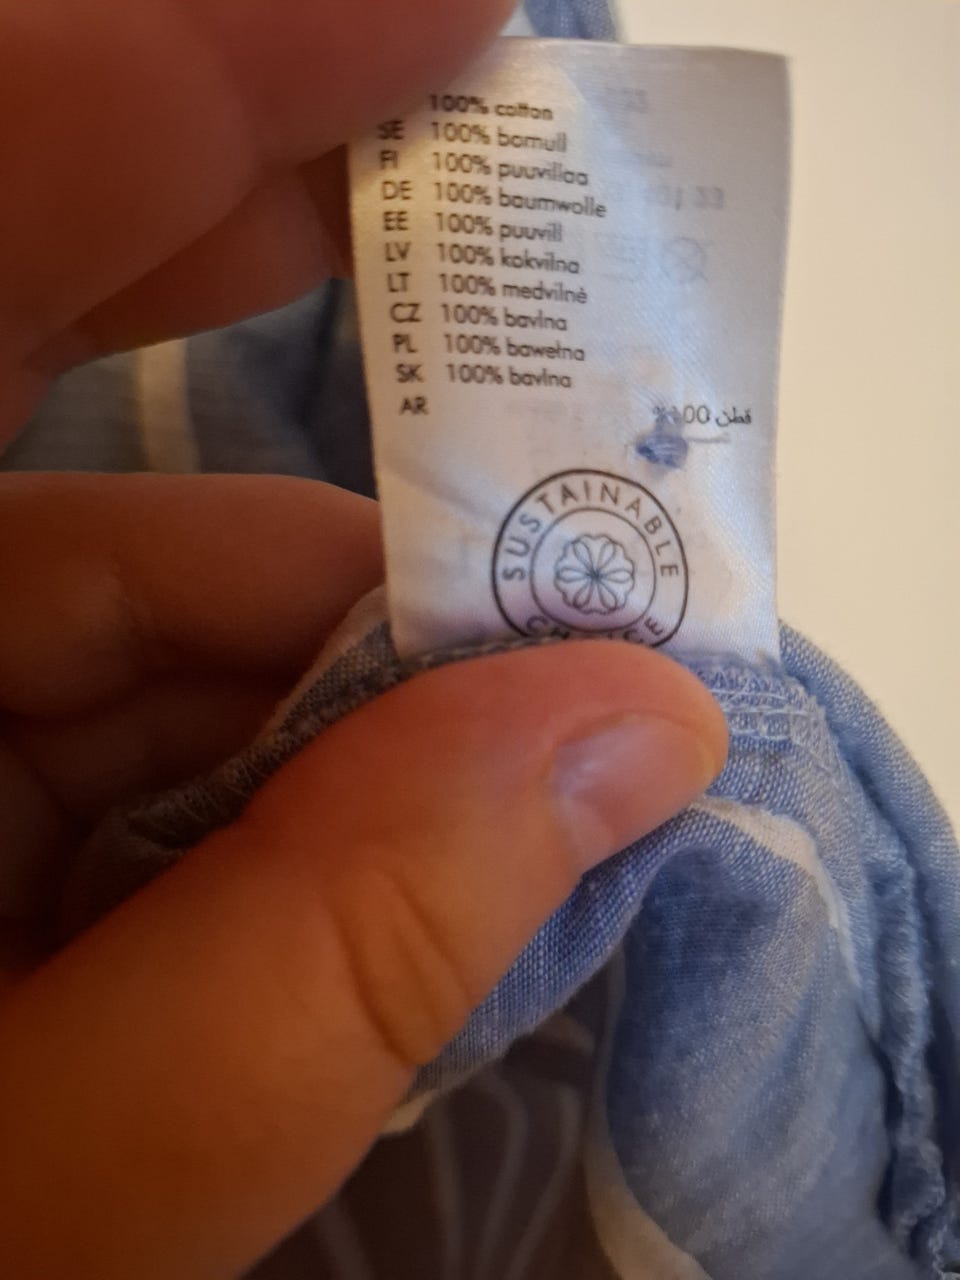 100% cotton
SE 100% bomull
FI 100% puuvillaa
DE 100% baumwolle
EE 100% puuvill
LV 100% kokvilna
LT 100% medvilnė
CZ 100% bavlna
PL 100% bawełna
SK 100% bavlna
AR قطن 100%
SUSTAINABLE
CHOICE